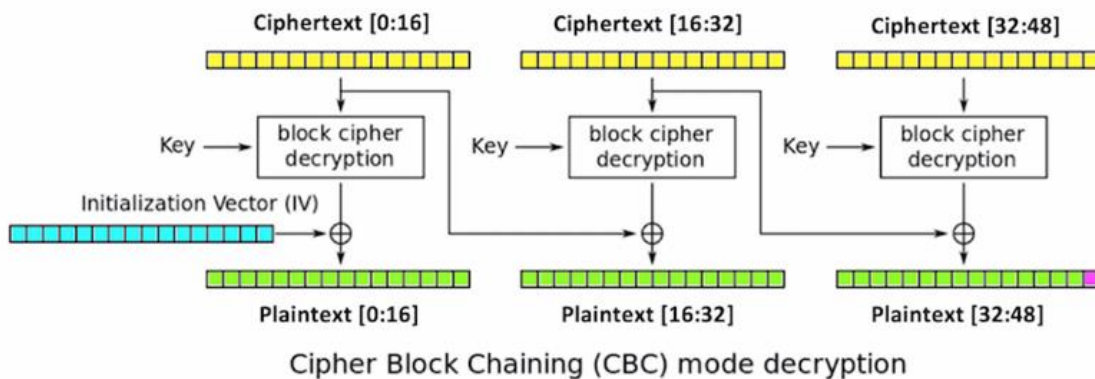 Ciphertext [0:16]
Ciphertext [16:32]
Ciphertext [32:48]
Key
block cipher
decryption
Key
block cipher
decryption
Key
block cipher
decryption
Initialization Vector (IV)
Plaintext [0:16]
Plaintext [16:32]
Plaintext [32:48]
Cipher Block Chaining (CBC) mode decryption